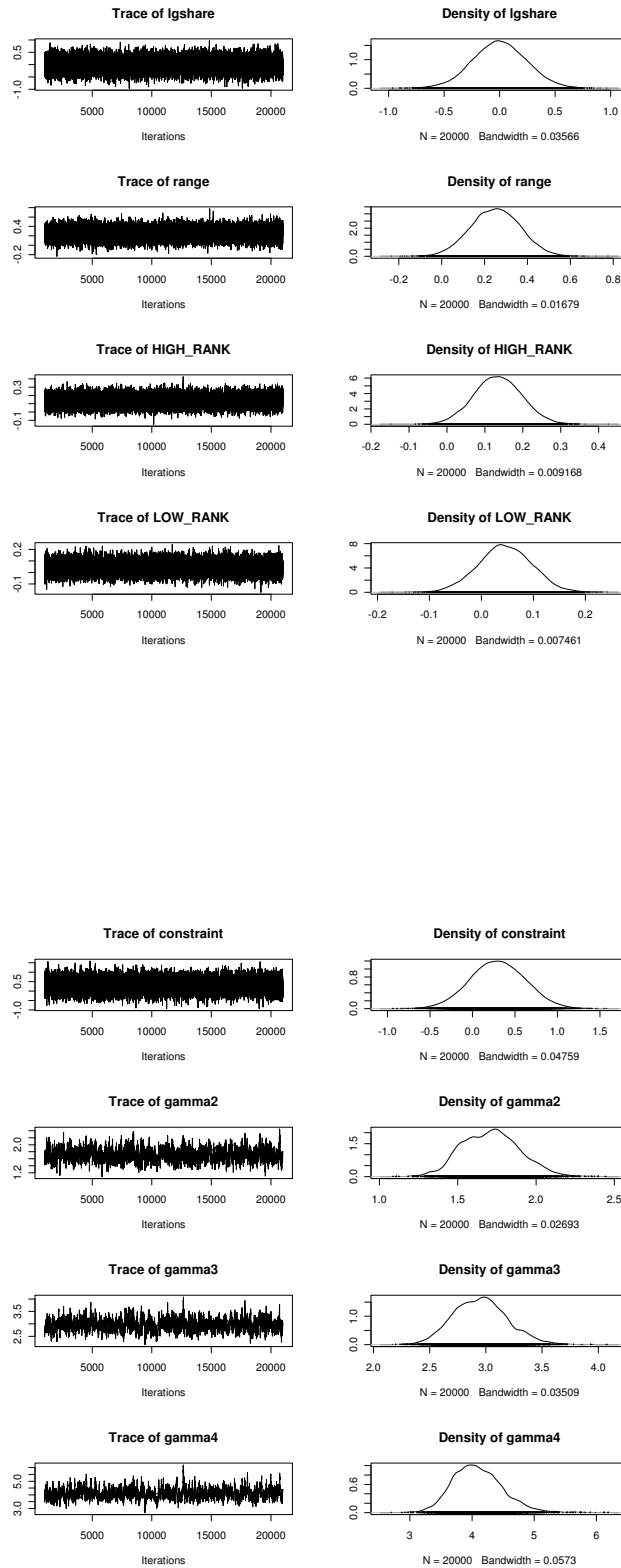 Trace of lgshare
-1.0 0.5
5000 10000 15000 20000
Iterations
Density of lgshare
0.0 1.0
-1.0 -0.5 0.0 0.5 1.0
N = 20000 Bandwidth = 0.03566
Trace of range
-0.2 0.4
5000 10000 15000 20000
Iterations
Density of range
0.0 2.0
-0.2 0.0 0.2 0.4 0.6 0.8
N = 20000 Bandwidth = 0.01679
Trace of HIGH_RANK
-0.1 0.3
5000 10000 15000 20000
Iterations
Density of HIGH_RANK
0 2 4 6
-0.2 0.0 0.1 0.2 0.3 0.4
N = 20000 Bandwidth = 0.009168
Trace of LOW_RANK
-0.1 0.2
5000 10000 15000 20000
Iterations
Density of LOW_RANK
0 4 8
-0.2 -0.1 0.0 0.1 0.2
N = 20000 Bandwidth = 0.007461
Trace of constraint
-1.0 0.5
5000 10000 15000 20000
Iterations
Density of constraint
0.0 0.8
-1.0 -0.5 0.0 0.5 1.0 1.5
N = 20000 Bandwidth = 0.04759
Trace of gamma2
1.2 2.0
5000 10000 15000 20000
Iterations
Density of gamma2
0.0 1.5
1.0 1.5 2.0 2.5
N = 20000 Bandwidth = 0.02693
Trace of gamma3
2.5 3.5
5000 10000 15000 20000
Iterations
Density of gamma3
0.0 1.0
2.0 2.5 3.0 3.5 4.0
N = 20000 Bandwidth = 0.03509
Trace of gamma4
3.0 5.0
5000 10000 15000 20000
Iterations
Density of gamma4
0.0 0.6
3 4 5 6
N = 20000 Bandwidth = 0.0573